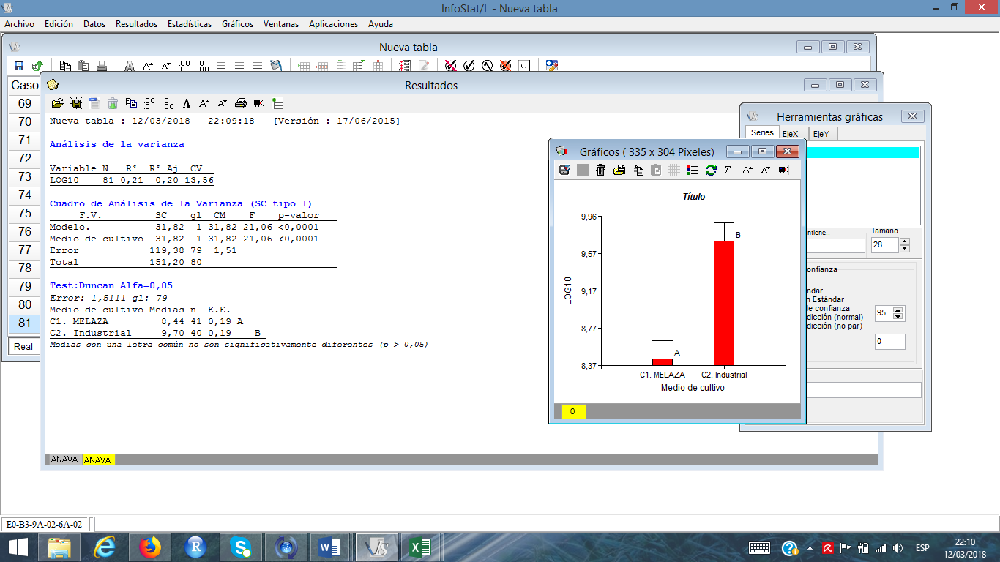 InfoStat/L - Nueva tabla
Archivo Edición Datos Resultados Estadísticas Gráficos Ventanas Aplicaciones Ayuda
Nueva tabla
Caso
69
70
71
72
73
74
75
76
77
78
79
80
81
Real
Resultados
Nueva tabla : 12/03/2018 - 22:09:18 - [Versión : 17/06/2015]
Análisis de la varianza
Variable N R² R² Aj CV
LOG10 81 0,21 0,20 13,56
Cuadro de Análisis de la Varianza (SC tipo I)
F.V. SC gl CM F p-valor
Modelo. 31,82 1 31,82 21,06 <0,0001
Medio de cultivo 31,82 1 31,82 21,06 <0,0001
Error 119,38 79 1,51
Total 151,20 80
Test:Duncan Alfa=0,05
Error: 1,5111 gl: 79
Medio de cultivo Medias n E.E.
C1. MELAZA 8,44 41 0,19 A
C2. Industrial 9,70 40 0,19 B
Medias con una letra común no son significativamente diferentes (p > 0,05)
ANAVA ANAVA
Gráficos ( 335 x 304 Pixeles)
Título
9,96
9,57
9,17
8,77
8,37
LOG10
A
B
C1. MELAZA C2. Industrial
Medio de cultivo
0
Herramientas gráficas
Series EjeX EjeY
ontiene..
Tamaño
28
onfianza
ndar
n Estándar
de confianza
dicción (normal)
dicción (no par)
95
0
E0-B3-9A-02-6A-02
ESP
22:10
12/03/2018